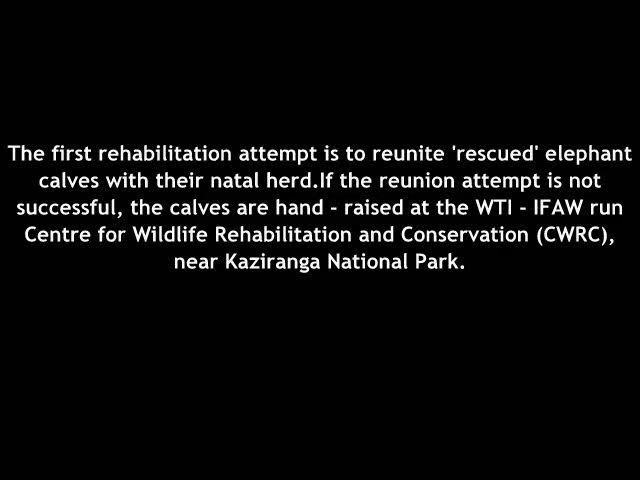 The first rehabilitation attempt is to reunite 'rescued' elephant
calves with their natal herd.If the reunion attempt is not
successful, the calves are hand - raised at the WTI - IFAW run
Centre for Wildlife Rehabilitation and Conservation (CWRC),
near Kaziranga National Park.